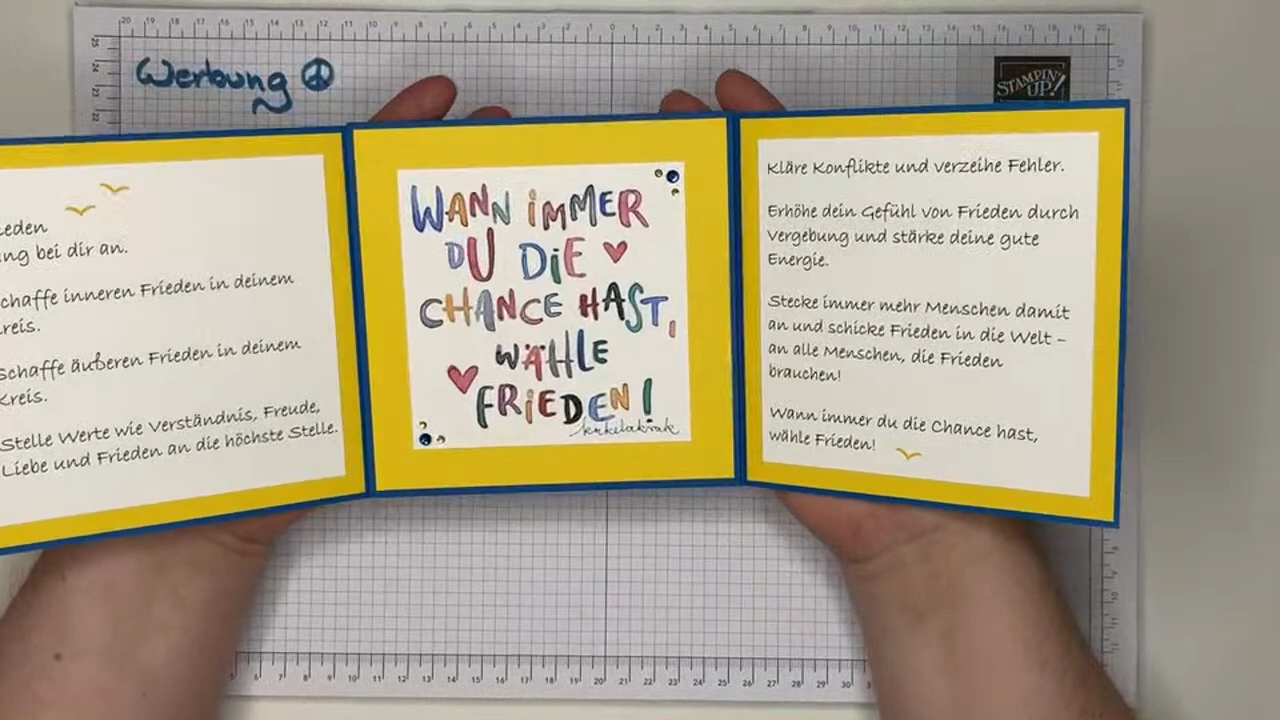 Werbung
STAMPIN' UP!
eden
ng bei dir an.
chaffe inneren Frieden in deinem
reis.
schaffe äußeren Frieden in deinem
kreis.
Stelle Werte wie Verständnis, Freude,
Liebe und Frieden an die höchste Stelle.
WANN IMMER
DU DIE
CHANCE HAST,
WÄHLE
FRIEDEN!
Kläre Konflikte und verzeihe Fehler.
Erhöhe dein Gefühl von Frieden durch
Vergebung und stärke deine gute
Energie.
Stecke immer mehr Menschen damit
an und schicke Frieden in die Welt –
an alle Menschen, die Frieden
brauchen!
Wann immer du die Chance hast,
wähle Frieden!